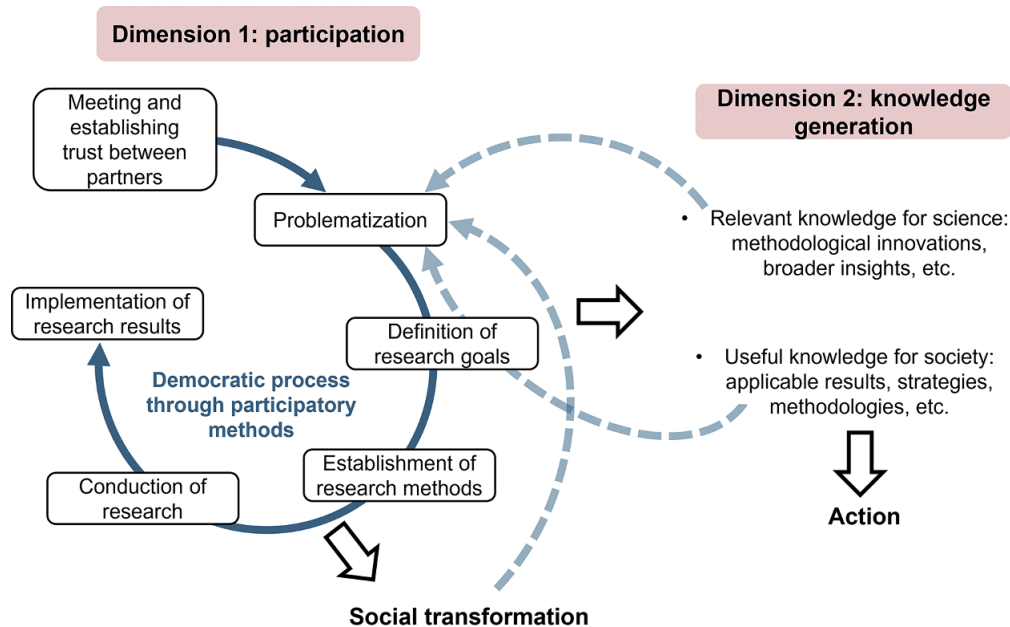 Dimension 1: participation
Meeting and
establishing
trust between
partners
Problematization
Definition of
research goals
Establishment of
research methods
Conduction of
research
Implementation of
research results
Democratic process
through participatory
methods
Social transformation
Dimension 2: knowledge
generation
• Relevant knowledge for science:
methodological innovations,
broader insights, etc.
• Useful knowledge for society:
applicable results, strategies,
methodologies, etc.
Action